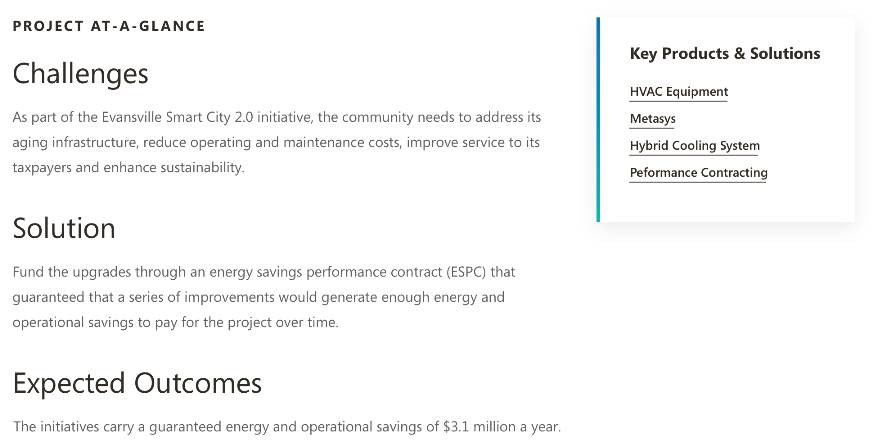 PROJECT AT-A-GLANCE
Challenges
As part of the Evansville Smart City 2.0 initiative, the community needs to address its
aging infrastructure, reduce operating and maintenance costs, improve service to its
taxpayers and enhance sustainability.
Solution
Fund the upgrades through an energy savings performance contract (ESPC) that
guaranteed that a series of improvements would generate enough energy and
operational savings to pay for the project over time.
Expected Outcomes
The initiatives carry a guaranteed energy and operational savings of $3.1 million a year.
Key Products & Solutions
HVAC Equipment
Metasys
Hybrid Cooling System
Peformance Contracting